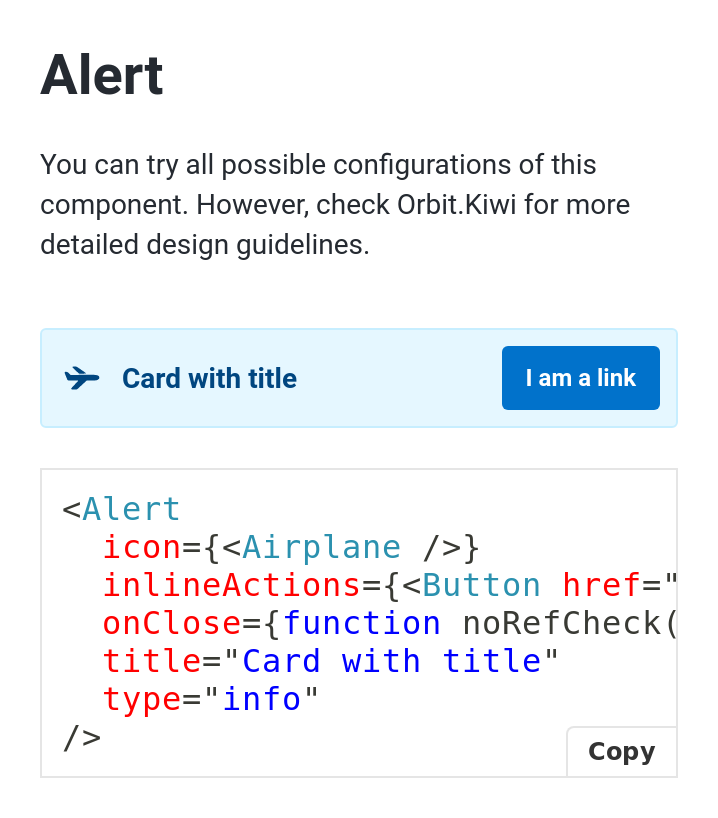 Alert
You can try all possible configurations of this
component. However, check Orbit.Kiwi for more
detailed design guidelines.
Card with title
I am a link
<Alert
  icon={<Airplane />}
  inlineActions={<Button href="
  onClose={function noRefCheck(
  title="Card with title"
  type="info"
/>
Copy